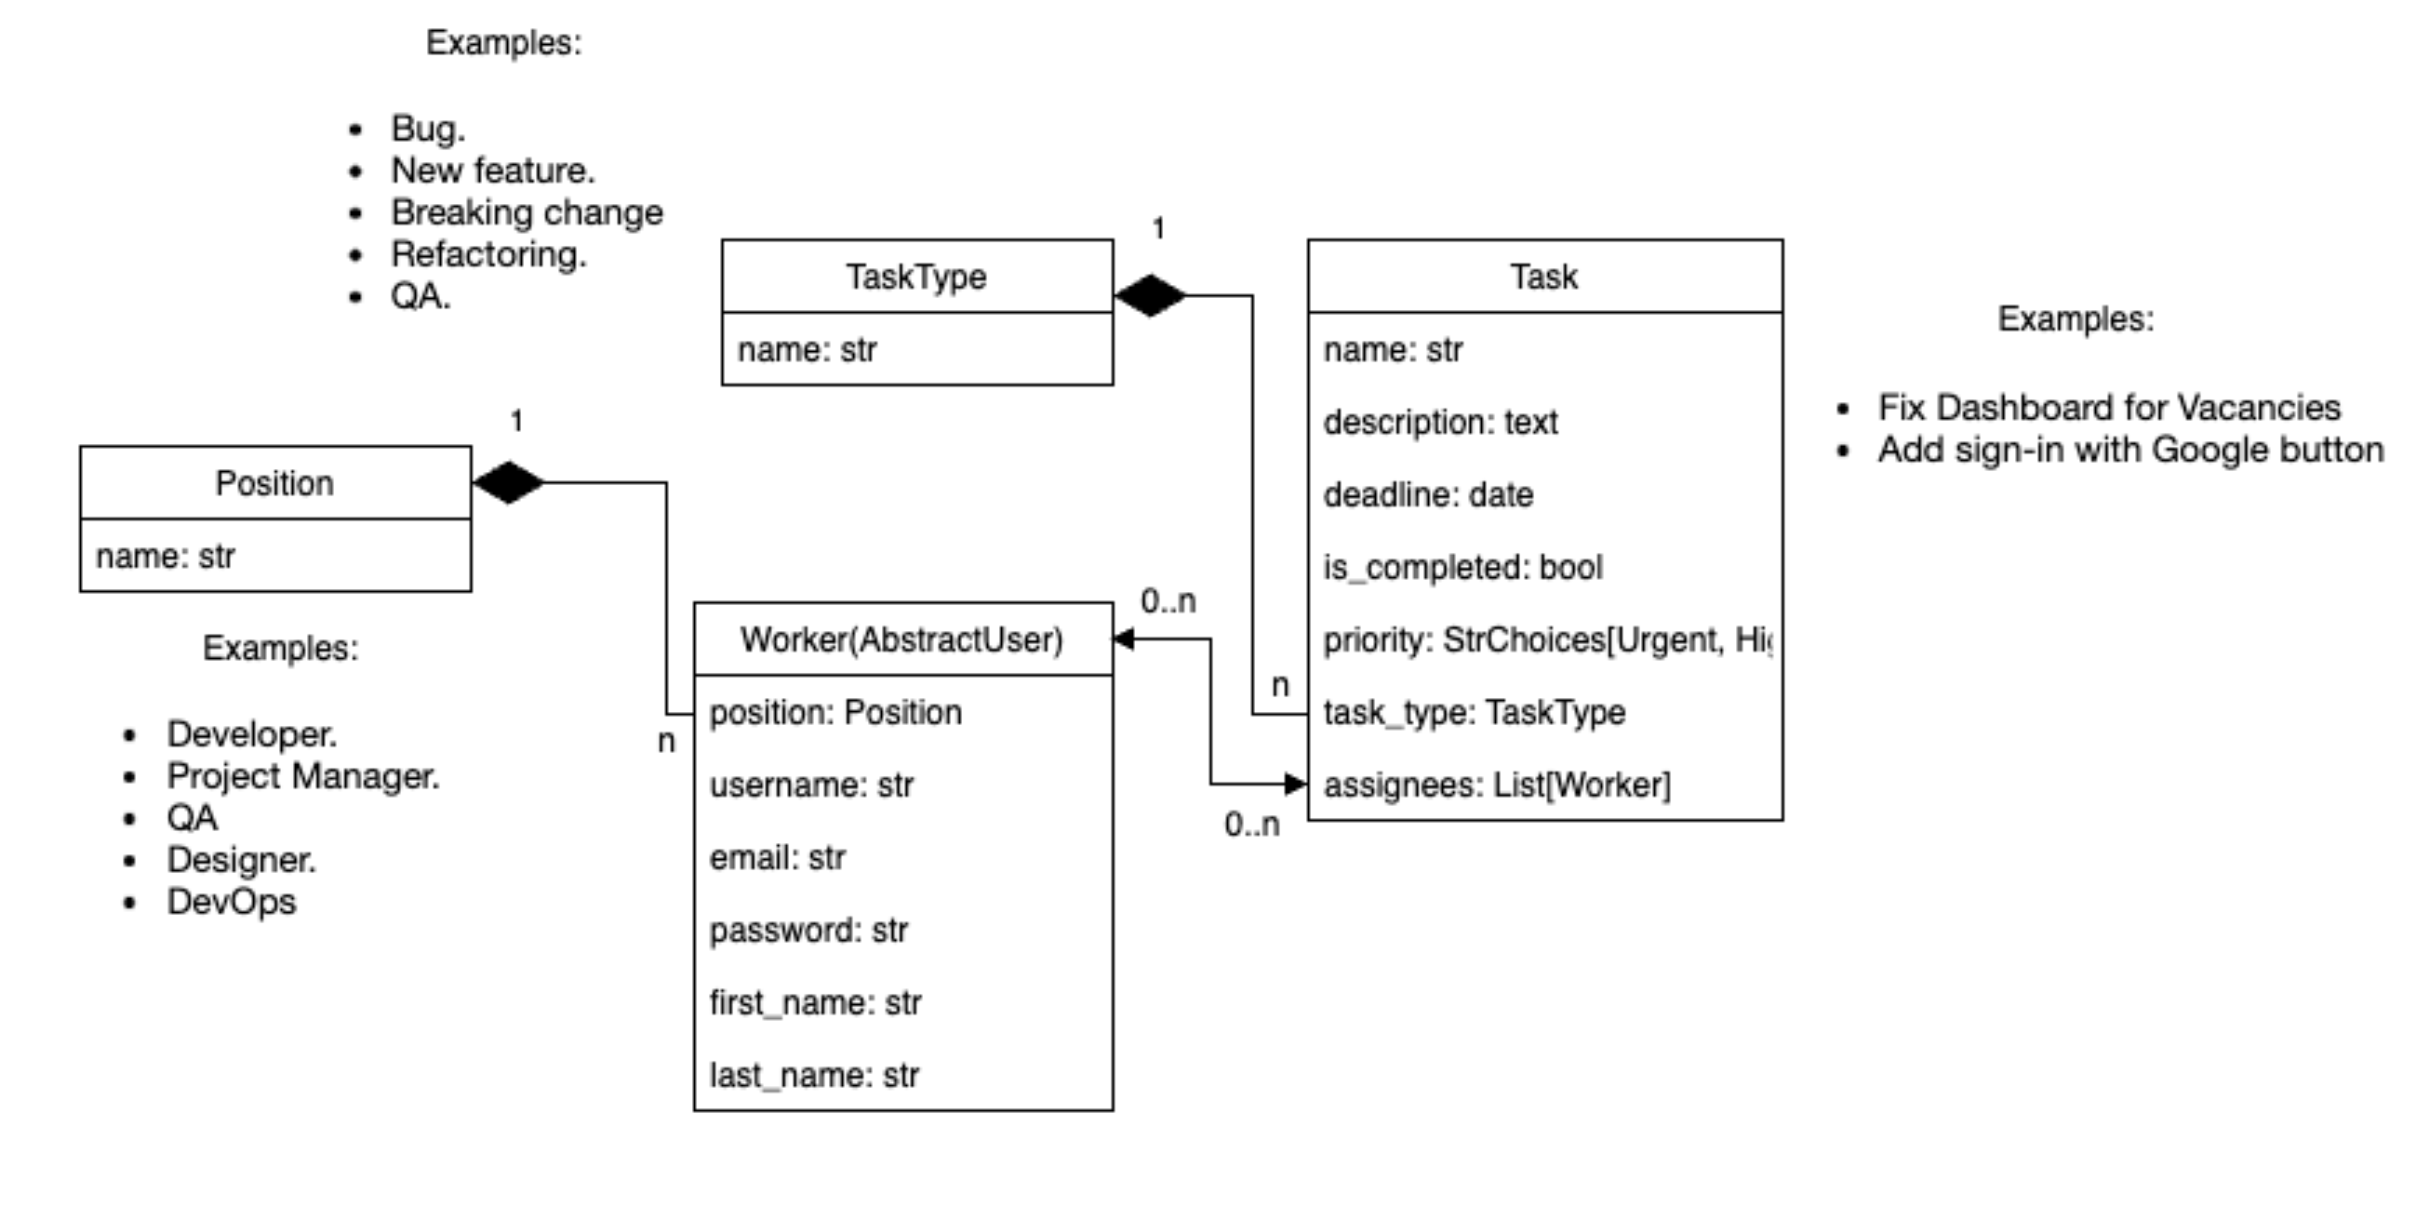 Examples:
• Bug.
• New feature.
• Breaking change
• Refactoring.
• QA.
1
TaskType
name: str
Task
name: str
description: text
deadline: date
is_completed: bool
priority: StrChoices[Urgent,
task_type: TaskType
assignees: List[Worker]
Examples:
• Fix Dashboard for Vacancies
• Add sign-in with Google button
1
Position
name: str
Examples:
• Developer.
• Project Manager.
• QA
• Designer.
• DevOps
n
Worker(AbstractUser)
position: Position
username: str
email: str
password: str
first_name: str
last_name: str
0..n
n
0..n